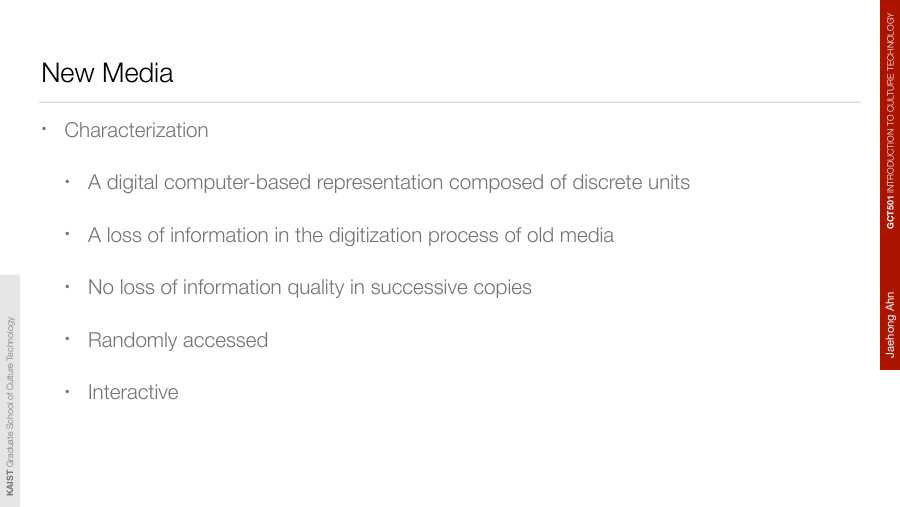 New Media
• Characterization
• A digital computer-based representation composed of discrete units
• A loss of information in the digitization process of old media
• No loss of information quality in successive copies
• Randomly accessed
• Interactive
KAIST Graduate School of Culture Technology
GCT501 INTRODUCTION TO CULTURE TECHNOLOGY
Jaehong Ahn